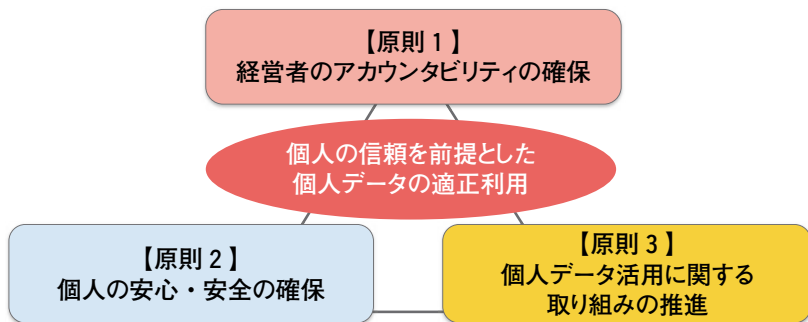 【原則 1 】
経営者のアカウンタビリティの確保
個人の信頼を前提とした
個人データの適正利用
【原則 2 】
個人の安心・安全の確保
【原則 3 】
個人データ活用に関する
取り組みの推進